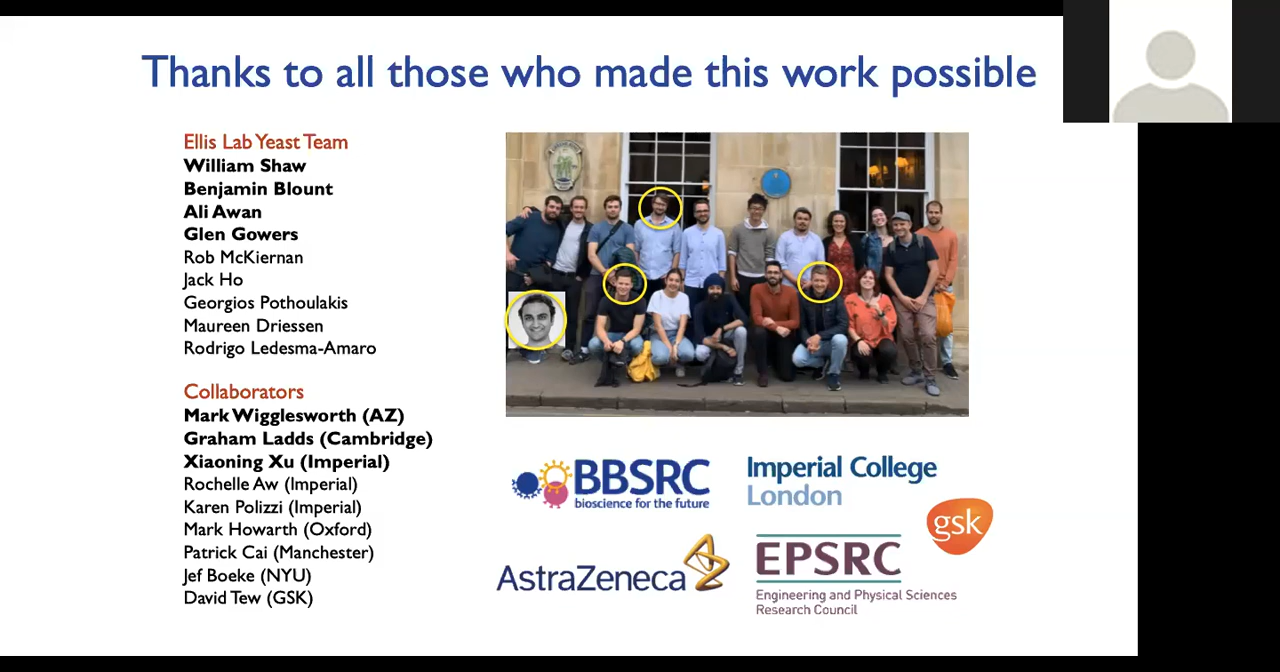 Thanks to all those who made this work possible
Ellis Lab Yeast Team
William Shaw
Benjamin Blount
Ali Awan
Glen Gowers
Rob McKiernan
Jack Ho
Georgios Pothoulakis
Maureen Driessen
Rodrigo Ledesma-Amaro
Collaborators
Mark Wigglesworth (AZ)
Graham Ladds (Cambridge)
Xiaoning Xu (Imperial)
Rochelle Aw (Imperial)
Karen Polizzi (Imperial)
Mark Howarth (Oxford)
Patrick Cai (Manchester)
Jef Boeke (NYU)
David Tew (GSK)
BBSRC
bioscience for the future
Imperial College
London
gsk
AstraZeneca
EPSRC
Engineering and Physical Sciences
Research Council